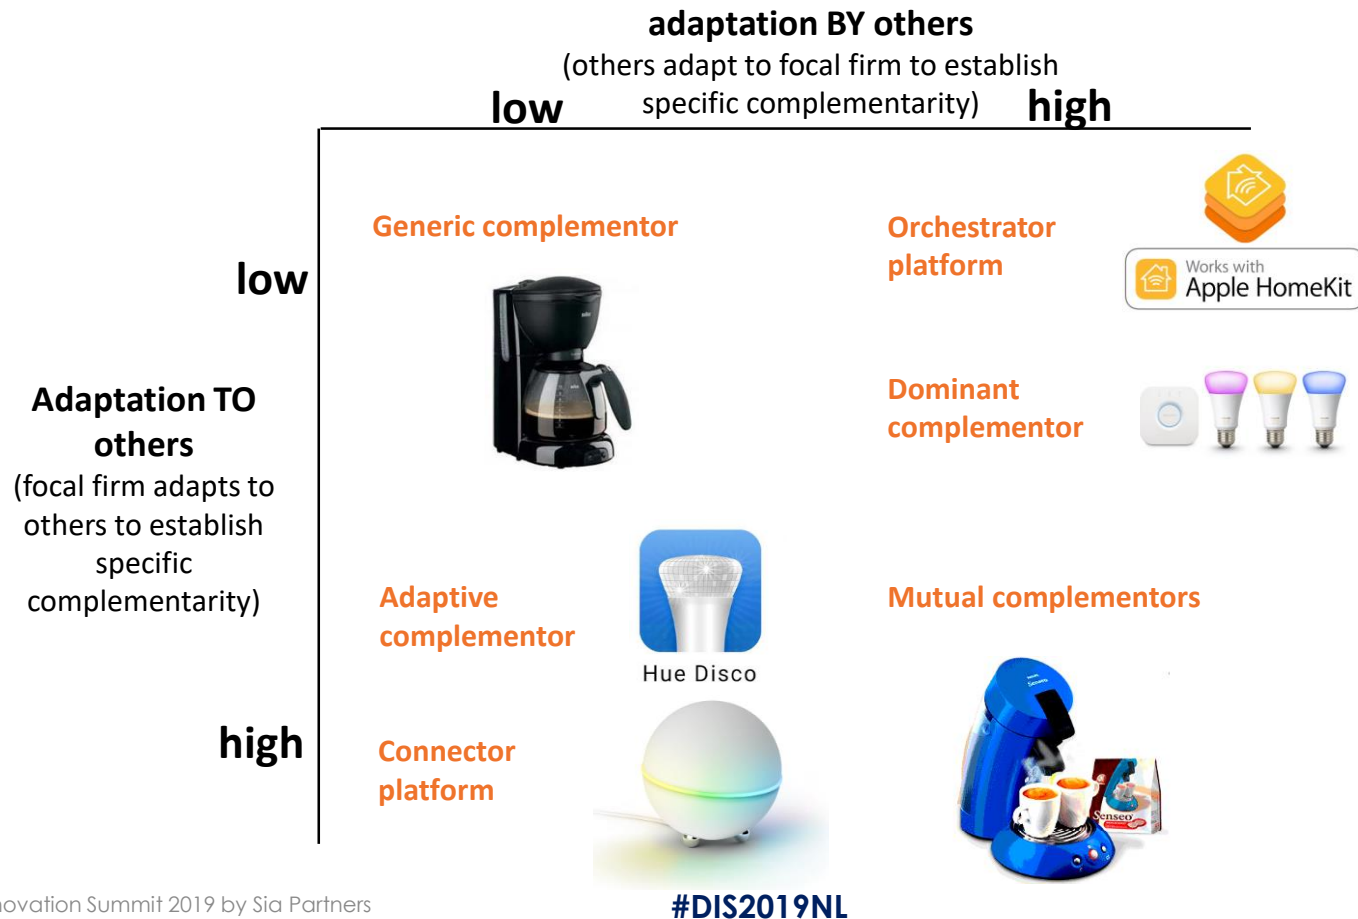 adaptation BY others
(others adapt to focal firm to establish
specific complementarity)
low
high
Generic complementor
Orchestrator
platform
Works with
Apple HomeKit
low
Dominant
complementor
Adaptation TO
others
(focal firm adapts to
others to establish
specific
complementarity)
Adaptive
complementor
Hue Disco
Mutual complementors
Senseo
Senseo
high
Connector
platform
novation Summit 2019 by Sia Partners
#DIS2019NL